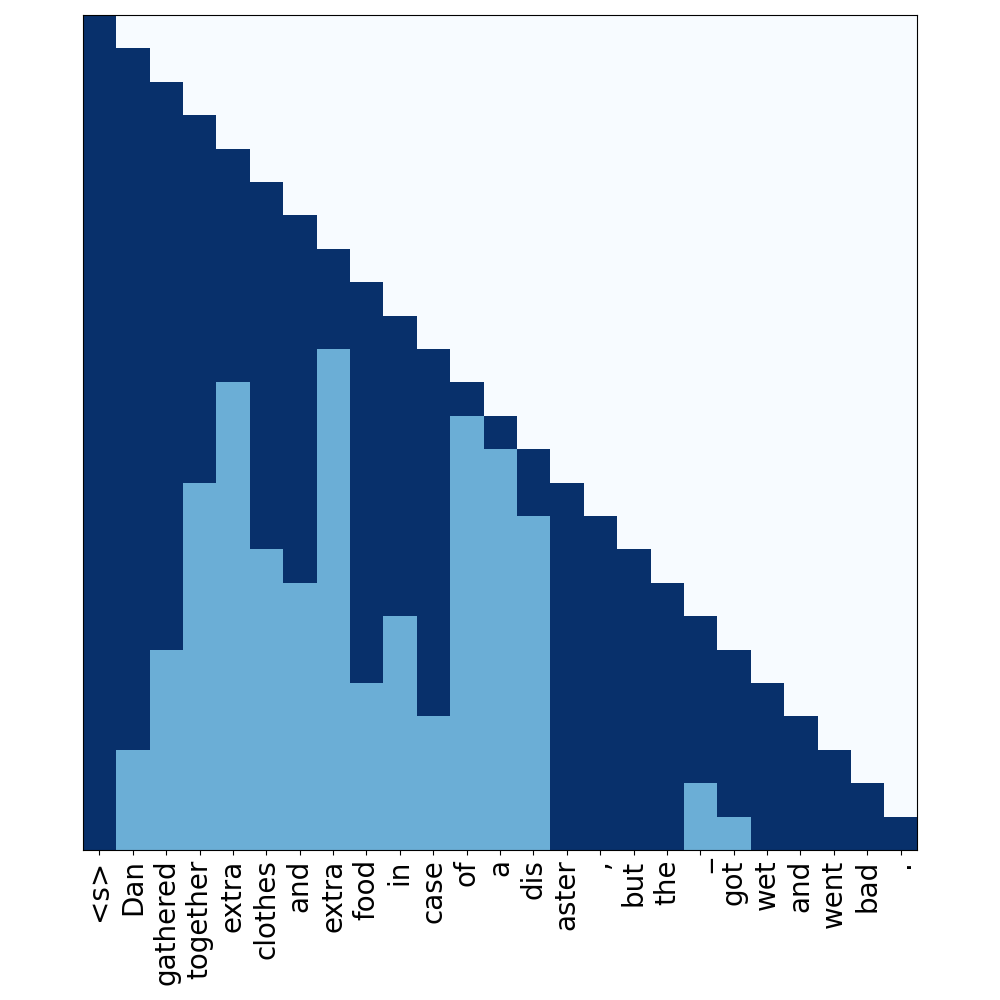 <s>
Dan
gathered
together
extra
clothes
and
extra
food
in
case
of
a
dis
aster
,
but
the
_
got
wet
and
went
bad
.